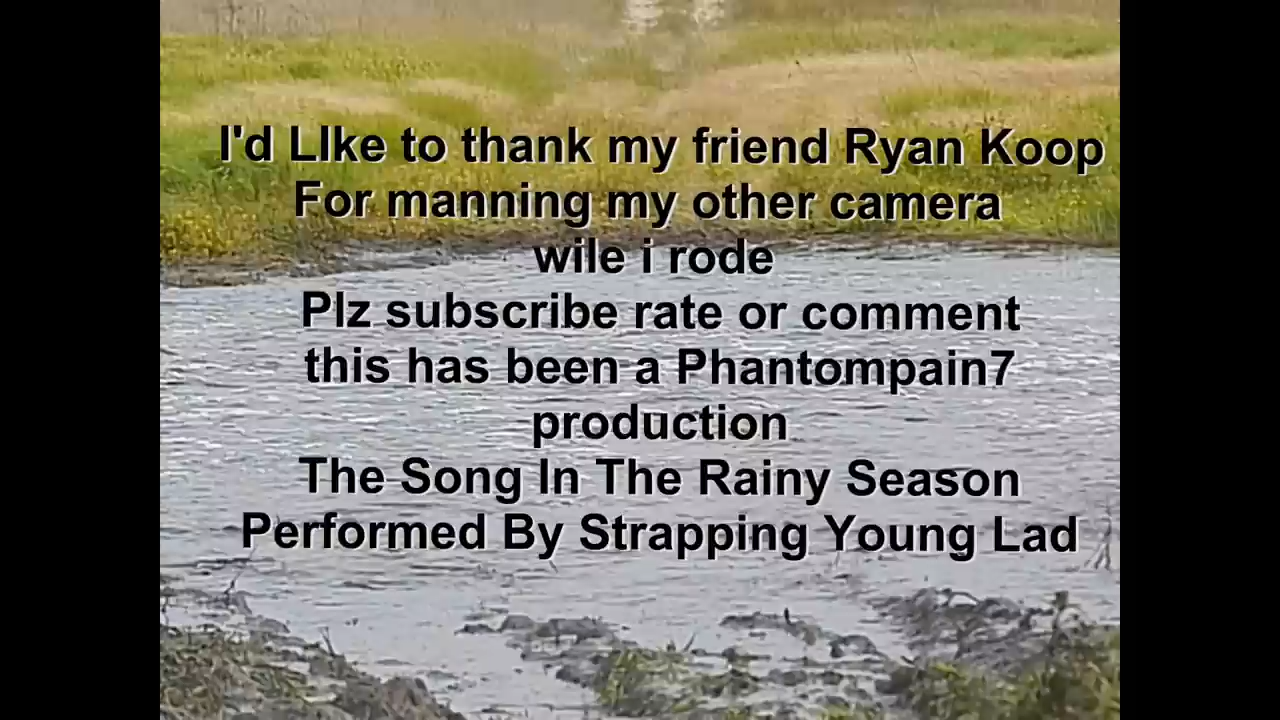 I'd LIke to thank my friend Ryan Koop
For manning my other camera
wile i rode
Plz subscribe rate or comment
this has been a Phantompain7
production
The Song In The Rainy Season
Performed By Strapping Young Lad